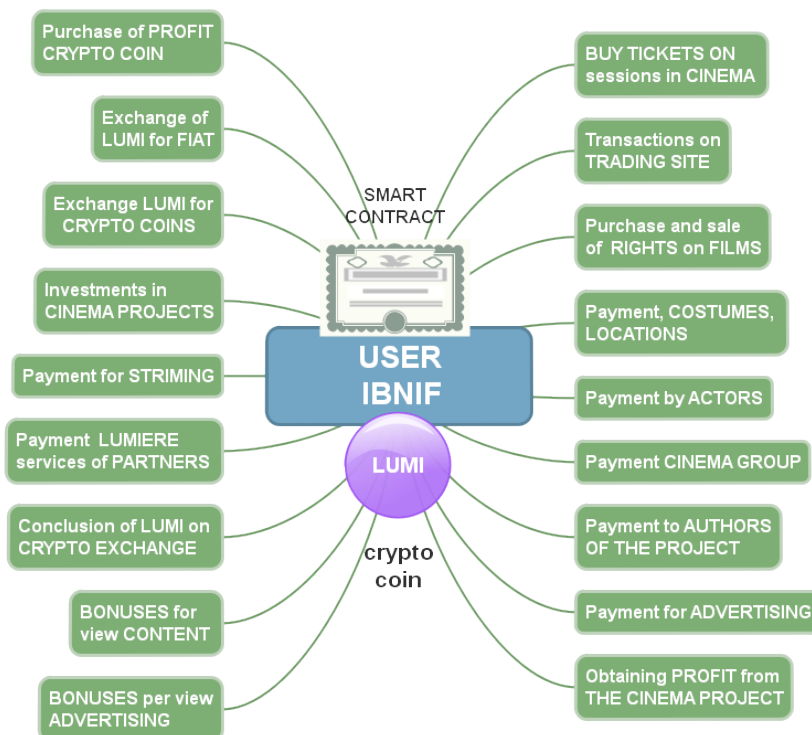 Purchase of PROFIT
CRYPTO COIN
Exchange of
LUMI for FIAT
Exchange LUMI for
CRYPTO COINS
Investments in
CINEMA PROJECTS
Payment for STRIMING
Payment LUMIERE
services of PARTNERS
Conclusion of LUMI on
CRYPTO EXCHANGE
BONUSES for
view CONTENT
BONUSES per view
ADVERTISING
SMART
CONTRACT
USER
IBNIF
LUMI
crypto
coin
BUY TICKETS ON
sessions in CINEMA
Transactions on
TRADING SITE
Purchase and sale
of RIGHTS on FILMS
Payment, COSTUMES,
LOCATIONS
Payment by ACTORS
Payment CINEMA GROUP
Payment to AUTHORS
OF THE PROJECT
Payment for ADVERTISING
Obtaining PROFIT from
THE CINEMA PROJECT